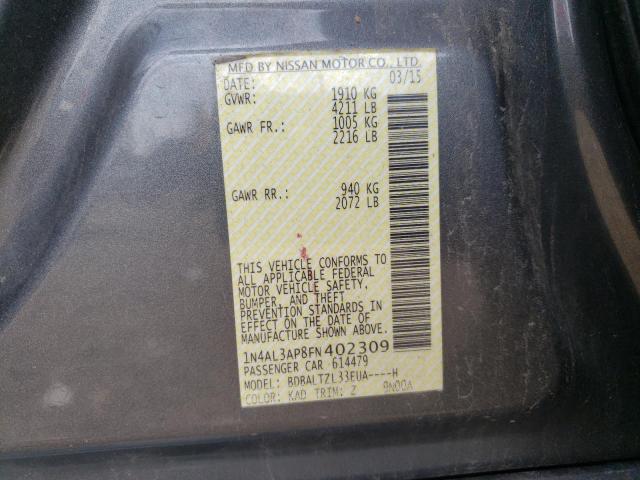 MFD BY NISSAN MOTOR CO., LTD.
DATE: 03/15
GVWR: 1910 KG
4211 LB
GAWR FR.: 1005 KG
2216 LB
GAWR RR.: 940 KG
2072 LB
THIS VEHICLE CONFORMS TO
ALL APPLICABLE FEDERAL
MOTOR VEHICLE SAFETY,
BUMPER, AND THEFT
PREVENTION STANDARDS IN
EFFECT ON THE DATE OF
MANUFACTURE SHOWN ABOVE.
1N4AL3AP8FN402309
PASSENGER CAR 614479
MODEL: BDBALTZL33EUA----H
COLOR: KAD TRIM: Z 9N00A